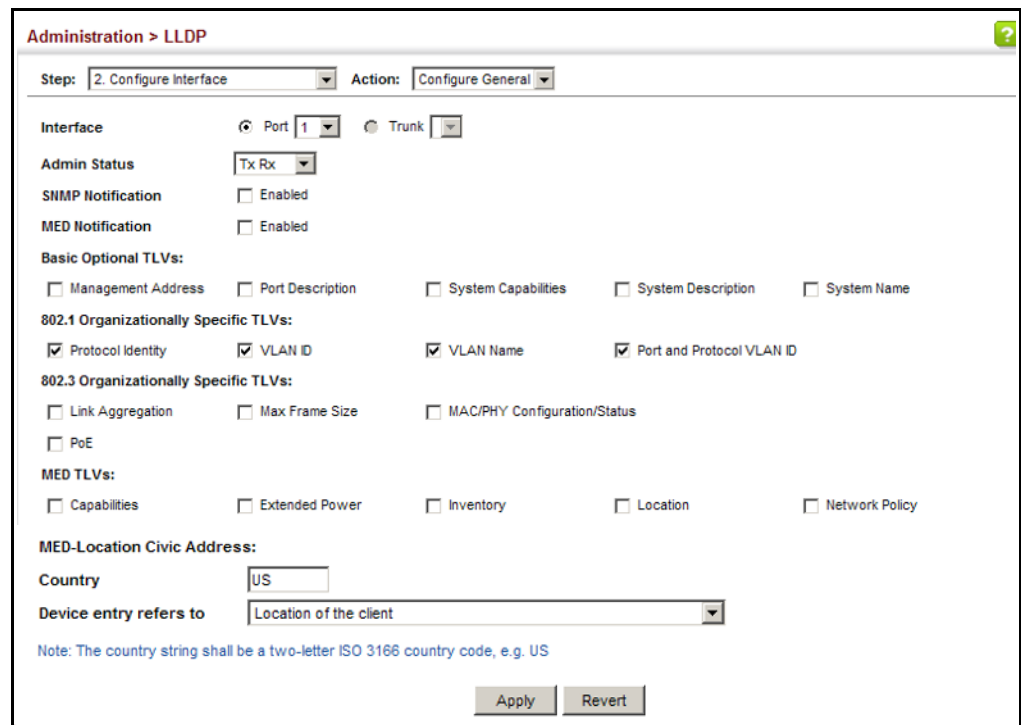 Administration > LLDP
?
Step: 2. Configure Interface Action: Configure General
Interface Port 1 Trunk
Admin Status Tx Rx
SNMP Notification Enabled
MED Notification Enabled
Basic Optional TLVs:
Management Address Port Description System Capabilities System Description System Name
802.1 Organizationally Specific TLVs:
Protocol Identity VLAN ID VLAN Name Port and Protocol VLAN ID
802.3 Organizationally Specific TLVs:
Link Aggregation Max Frame Size MAC/PHY Configuration/Status
PoE
MED TLVs:
Capabilities Extended Power Inventory Location Network Policy
MED-Location Civic Address:
Country US
Device entry refers to Location of the client
Note: The country string shall be a two-letter ISO 3166 country code, e.g. US
Apply Revert